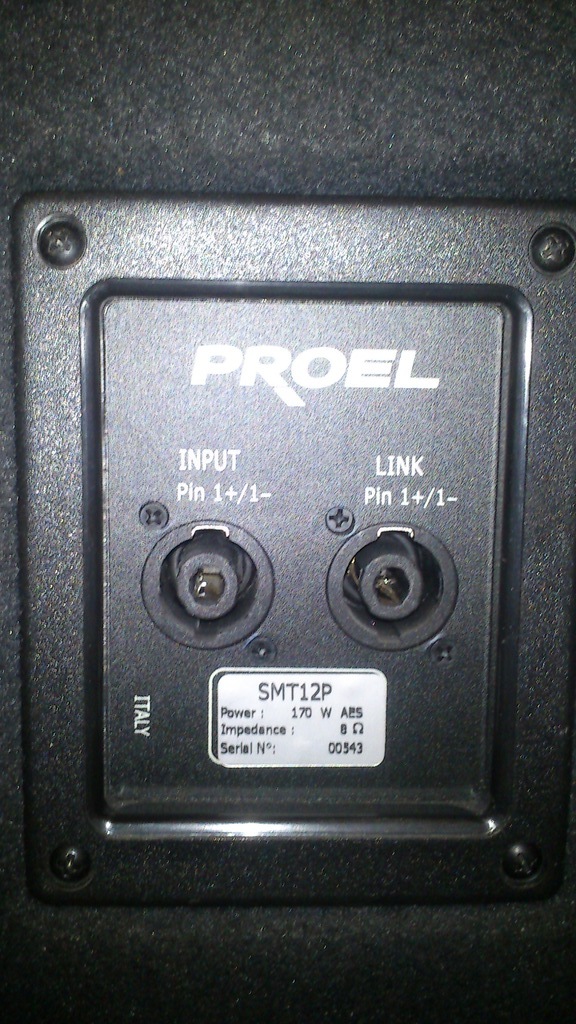 PROEL
INPUT
Pin 1+/1-
LINK
Pin 1+/1-
SMT12P
Power : 170 W AES
Impedance : 8 Ω
Serial N°: 00543
ITALY